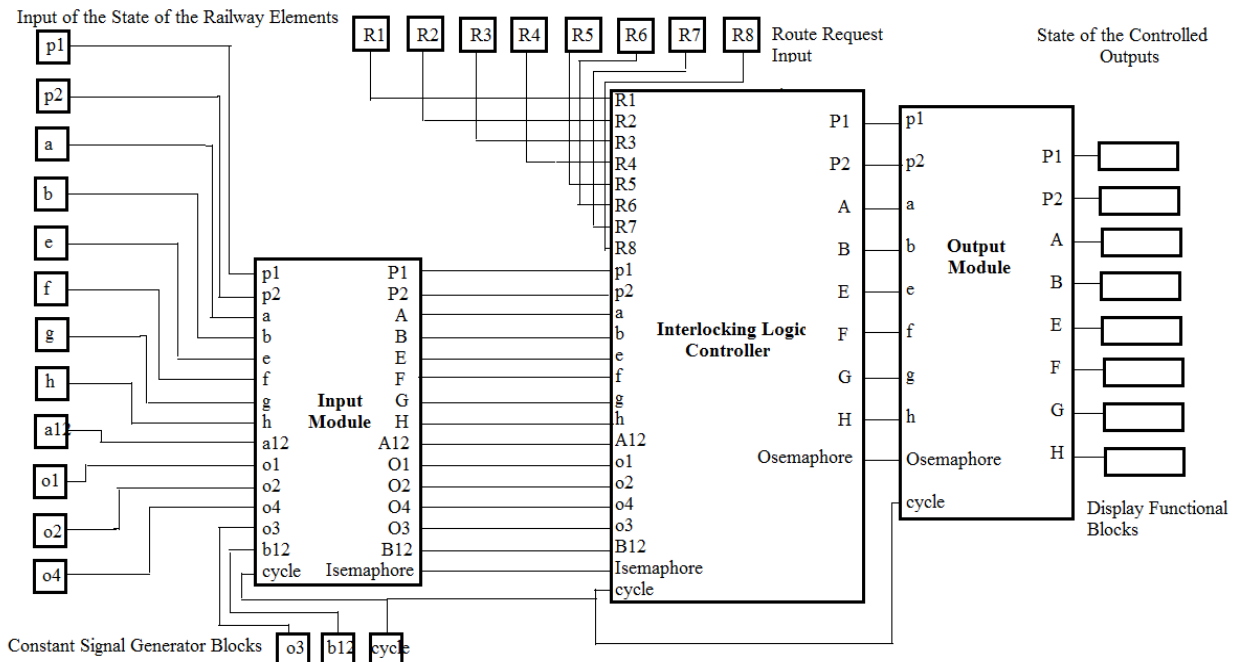 Input of the State of the Railway Elements
R1
R2
R3
R4
R5
R6
R7
R8
Route Request
Input
State of the Controlled
Outputs
p1
p2
a
b
e
f
g
h
a12
o1
o2
o4
p1
p2
a
b
e
f
g
h
a12
o1
o2
o4
o3
b12
cycle
Input
Module
P1
P2
A
B
E
F
G
H
A12
O1
O2
O4
O3
B12
Isemaphore
R1
R2
R3
R4
R5
R6
R7
R8
p1
p2
a
b
e
f
g
h
A12
o1
o2
o4
o3
B12
Isemaphore
cycle
Interlocking Logic
Controller
P1
P2
A
B
E
F
G
H
Osemaphore
p1
p2
a
b
e
f
g
h
Osemaphore
cycle
Output
Module
P1
P2
A
B
E
F
G
H
Display Functional
Blocks
Constant Signal Generator Blocks
o3
b12
cycle